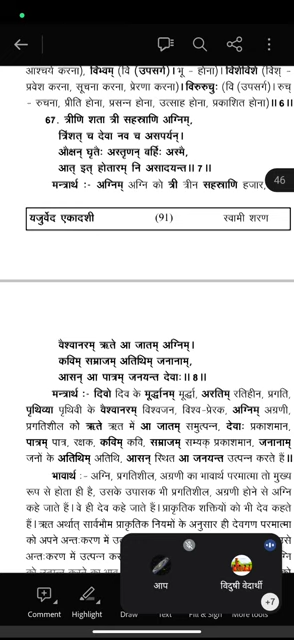 आश्चर्य करना), विभ्वम् (वि (उपसर्ग)। भू - होना)। विशेविशे (विश् -
प्रवेश करना, सूचना करना, प्रेरणा करना)। विरुरुचुः (वि (उपसर्ग)। रुच्
- रुचना, प्रीति होना, प्रसन्न होना, उत्साह होना, प्रकाशित होना)॥6॥
67. त्रीणि शता त्री सहस्राणि अग्निम्,
त्रिंशत् च देवा नव च असपर्यन्।
औक्षन् घृतैः अस्तृणन् वर्हिः अस्मै,
आत् इत् होतारम् नि असादयन्त॥7॥
मन्त्रार्थ :- अग्निम् अग्नि को त्री त्रीन सहस्राणि हजार,
46
यजुर्वेद एकादशी (91) स्वामी शरण
वैश्वानरम् ऋते आ जातम् अग्निम्।
कविम् सम्राजम् अतिथिम् जनानाम्,
आसन् आ पात्रम् जनयन्त देवाः॥8॥
मन्त्रार्थ :- दिवो दिव के मूर्द्धानम् मूर्द्धा, अरतिम् रतिहीन, प्रगति,
पृथिव्या पृथिवी के वैश्वानरम् विश्वजन, विश्व-प्रेरक, अग्निम् अग्रणी,
प्रगतिशील को ऋते ऋत में आ जातम् समुत्पन्न, देवाः प्रकाशमान,
पात्रम् पात्र, रक्षक, कविम् कवि, सम्राजम् सम्यक् प्रकाशमान, जनानाम्
जनों के अतिथिम् अतिथि, आसन् स्थित आ जनयन्त उत्पन्न करते हैं॥
भावार्थ :- अग्नि, प्रगतिशील, अग्रणी का भावार्थ परमात्मा तो मुख्य
रूप से होता ही है, उसके उपासक भी प्रगतिशील, अग्रणी होने से अग्नि
कहे जाते हैं। वे ही देव कहे जाते हैं। प्राकृतिक शक्तियों को भी देव कहते
हैं। ऋत अर्थात् सार्वभौम प्राकृतिक नियमों के अनुसार ही देवगण परमात्मा
को अपने अन्तःकरण में
अन्तःकरण में उत्पन्न
आप
विदुषी वेदार्थी
+7
Comment Highlight Draw Text Fill & Sign More tools